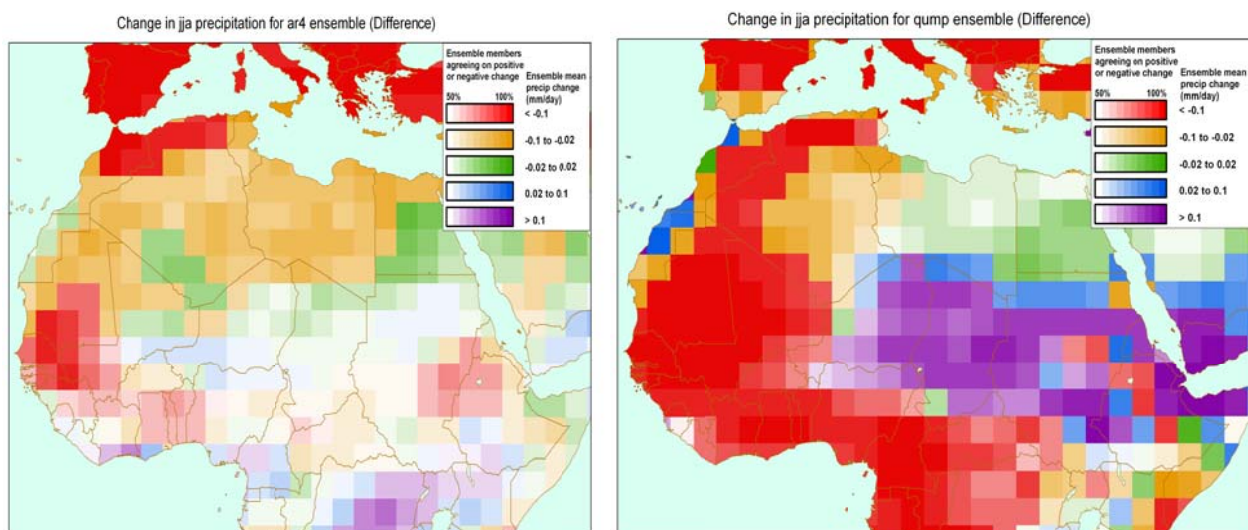 Change in jja precipitation for ar4 ensemble (Difference)
Ensemble members
agreeing on positive
or negative change
Ensemble mean
precip change
(mm/day)
50% 100%
< -0.1
-0.1 to -0.02
-0.02 to 0.02
0.02 to 0.1
> 0.1
Change in jja precipitation for qump ensemble (Difference)
Ensemble members
agreeing on positive
or negative change
Ensemble mean
precip change
(mm/day)
50% 100%
< -0.1
-0.1 to -0.02
-0.02 to 0.02
0.02 to 0.1
> 0.1